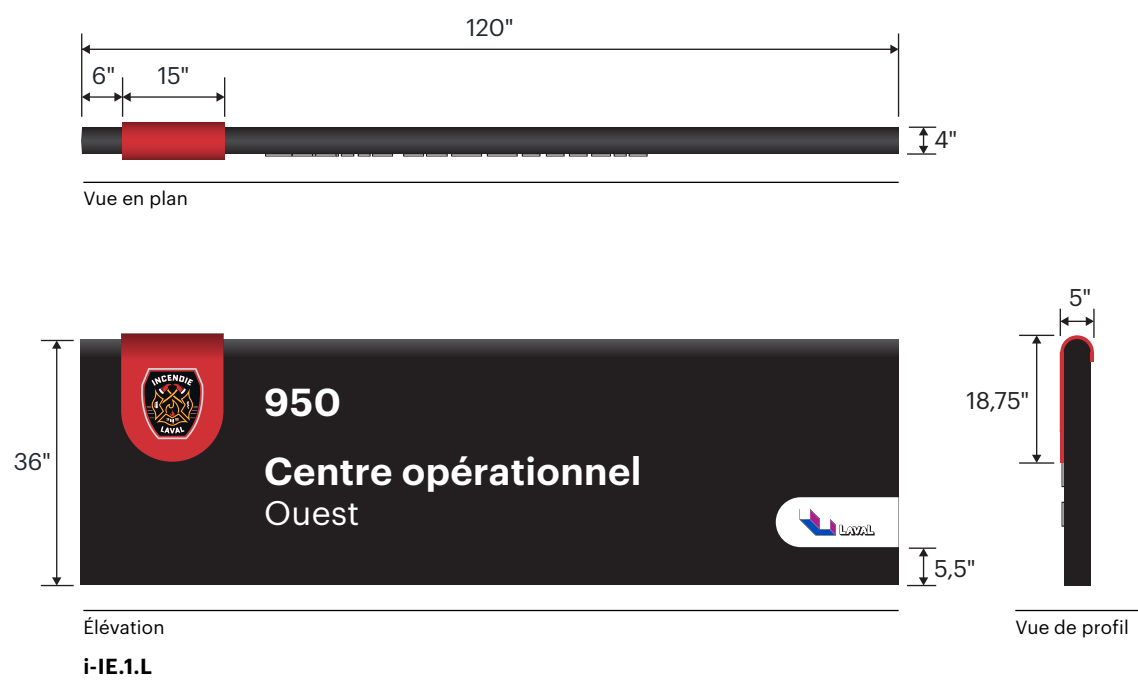 120"
6"
15"
4"
Vue en plan
5"
18,75"
36"
INCENDIE
LAVAL
950
Centre opérationnel
Ouest
LAVAL
5,5"
Élévation
Vue de profil
i-IE.1.L